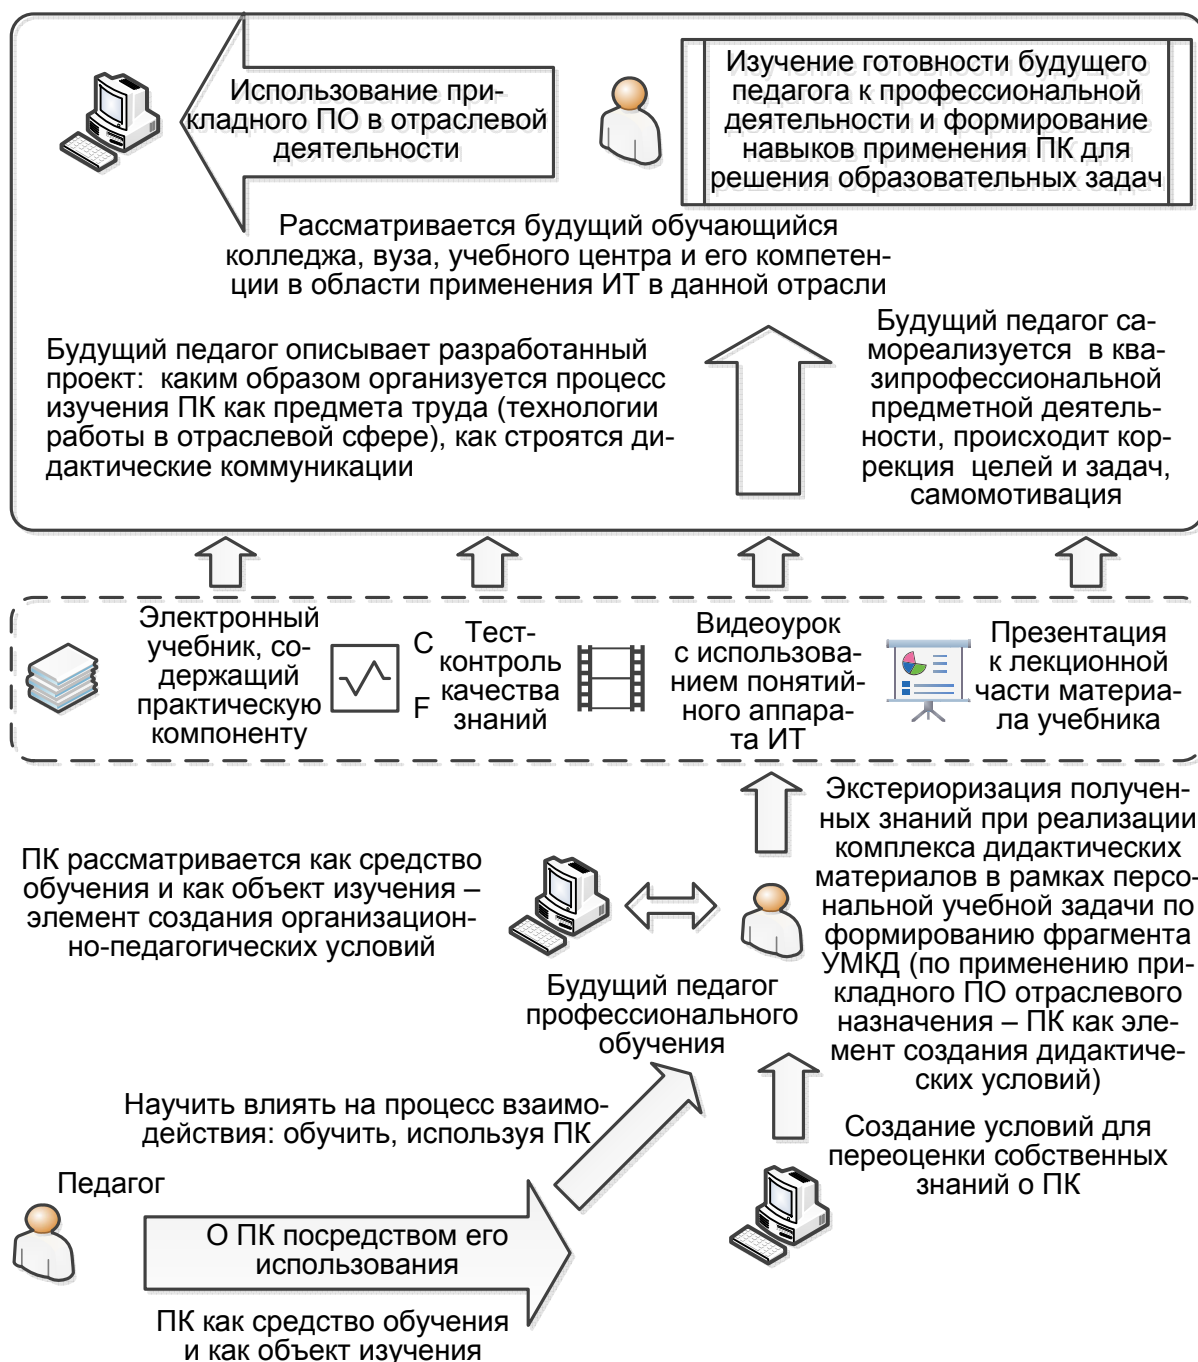 Использование при-
кладного ПО в отраслевой
деятельности
Изучение готовности будущего
педагога к профессиональной
деятельности и формирование
навыков применения ПК для
решения образовательных задач
Рассматривается будущий обучающийся
колледжа, вуза, учебного центра и его компетен-
ции в области применения ИТ в данной отрасли
Будущий педагог описывает разработанный
проект: каким образом организуется процесс
изучения ПК как предмета труда (технологии
работы в отраслевой сфере), как строятся ди-
дактические коммуникации
Будущий педагог са-
мореализуется в ква-
зипрофессиональной
предметной деятель-
ности, происходит кор-
рекция целей и задач,
самомотивация
Электронный
учебник, со-
держащий
практическую
компоненту
C
F
Тест-
контроль
качества
знаний
Видеоурок
с использова-
нием понятий-
ного аппара-
та ИТ
Презентация
к лекционной
части материа-
ла учебника
ПК рассматривается как средство
обучения и как объект изучения –
элемент создания организацион-
но-педагогических условий
Будущий педагог
профессионального
обучения
Экстериоризация получен-
ных знаний при реализации
комплекса дидактических
материалов в рамках персо-
нальной учебной задачи по
формированию фрагмента
УМКД (по применению при-
кладного ПО отраслевого
назначения – ПК как эле-
мент создания дидактиче-
ских условий)
Научить влиять на процесс взаимо-
действия: обучить, используя ПК
Создание условий для
переоценки собственных
знаний о ПК
Педагог
О ПК посредством его
использования
ПК как средство обучения
и как объект изучения